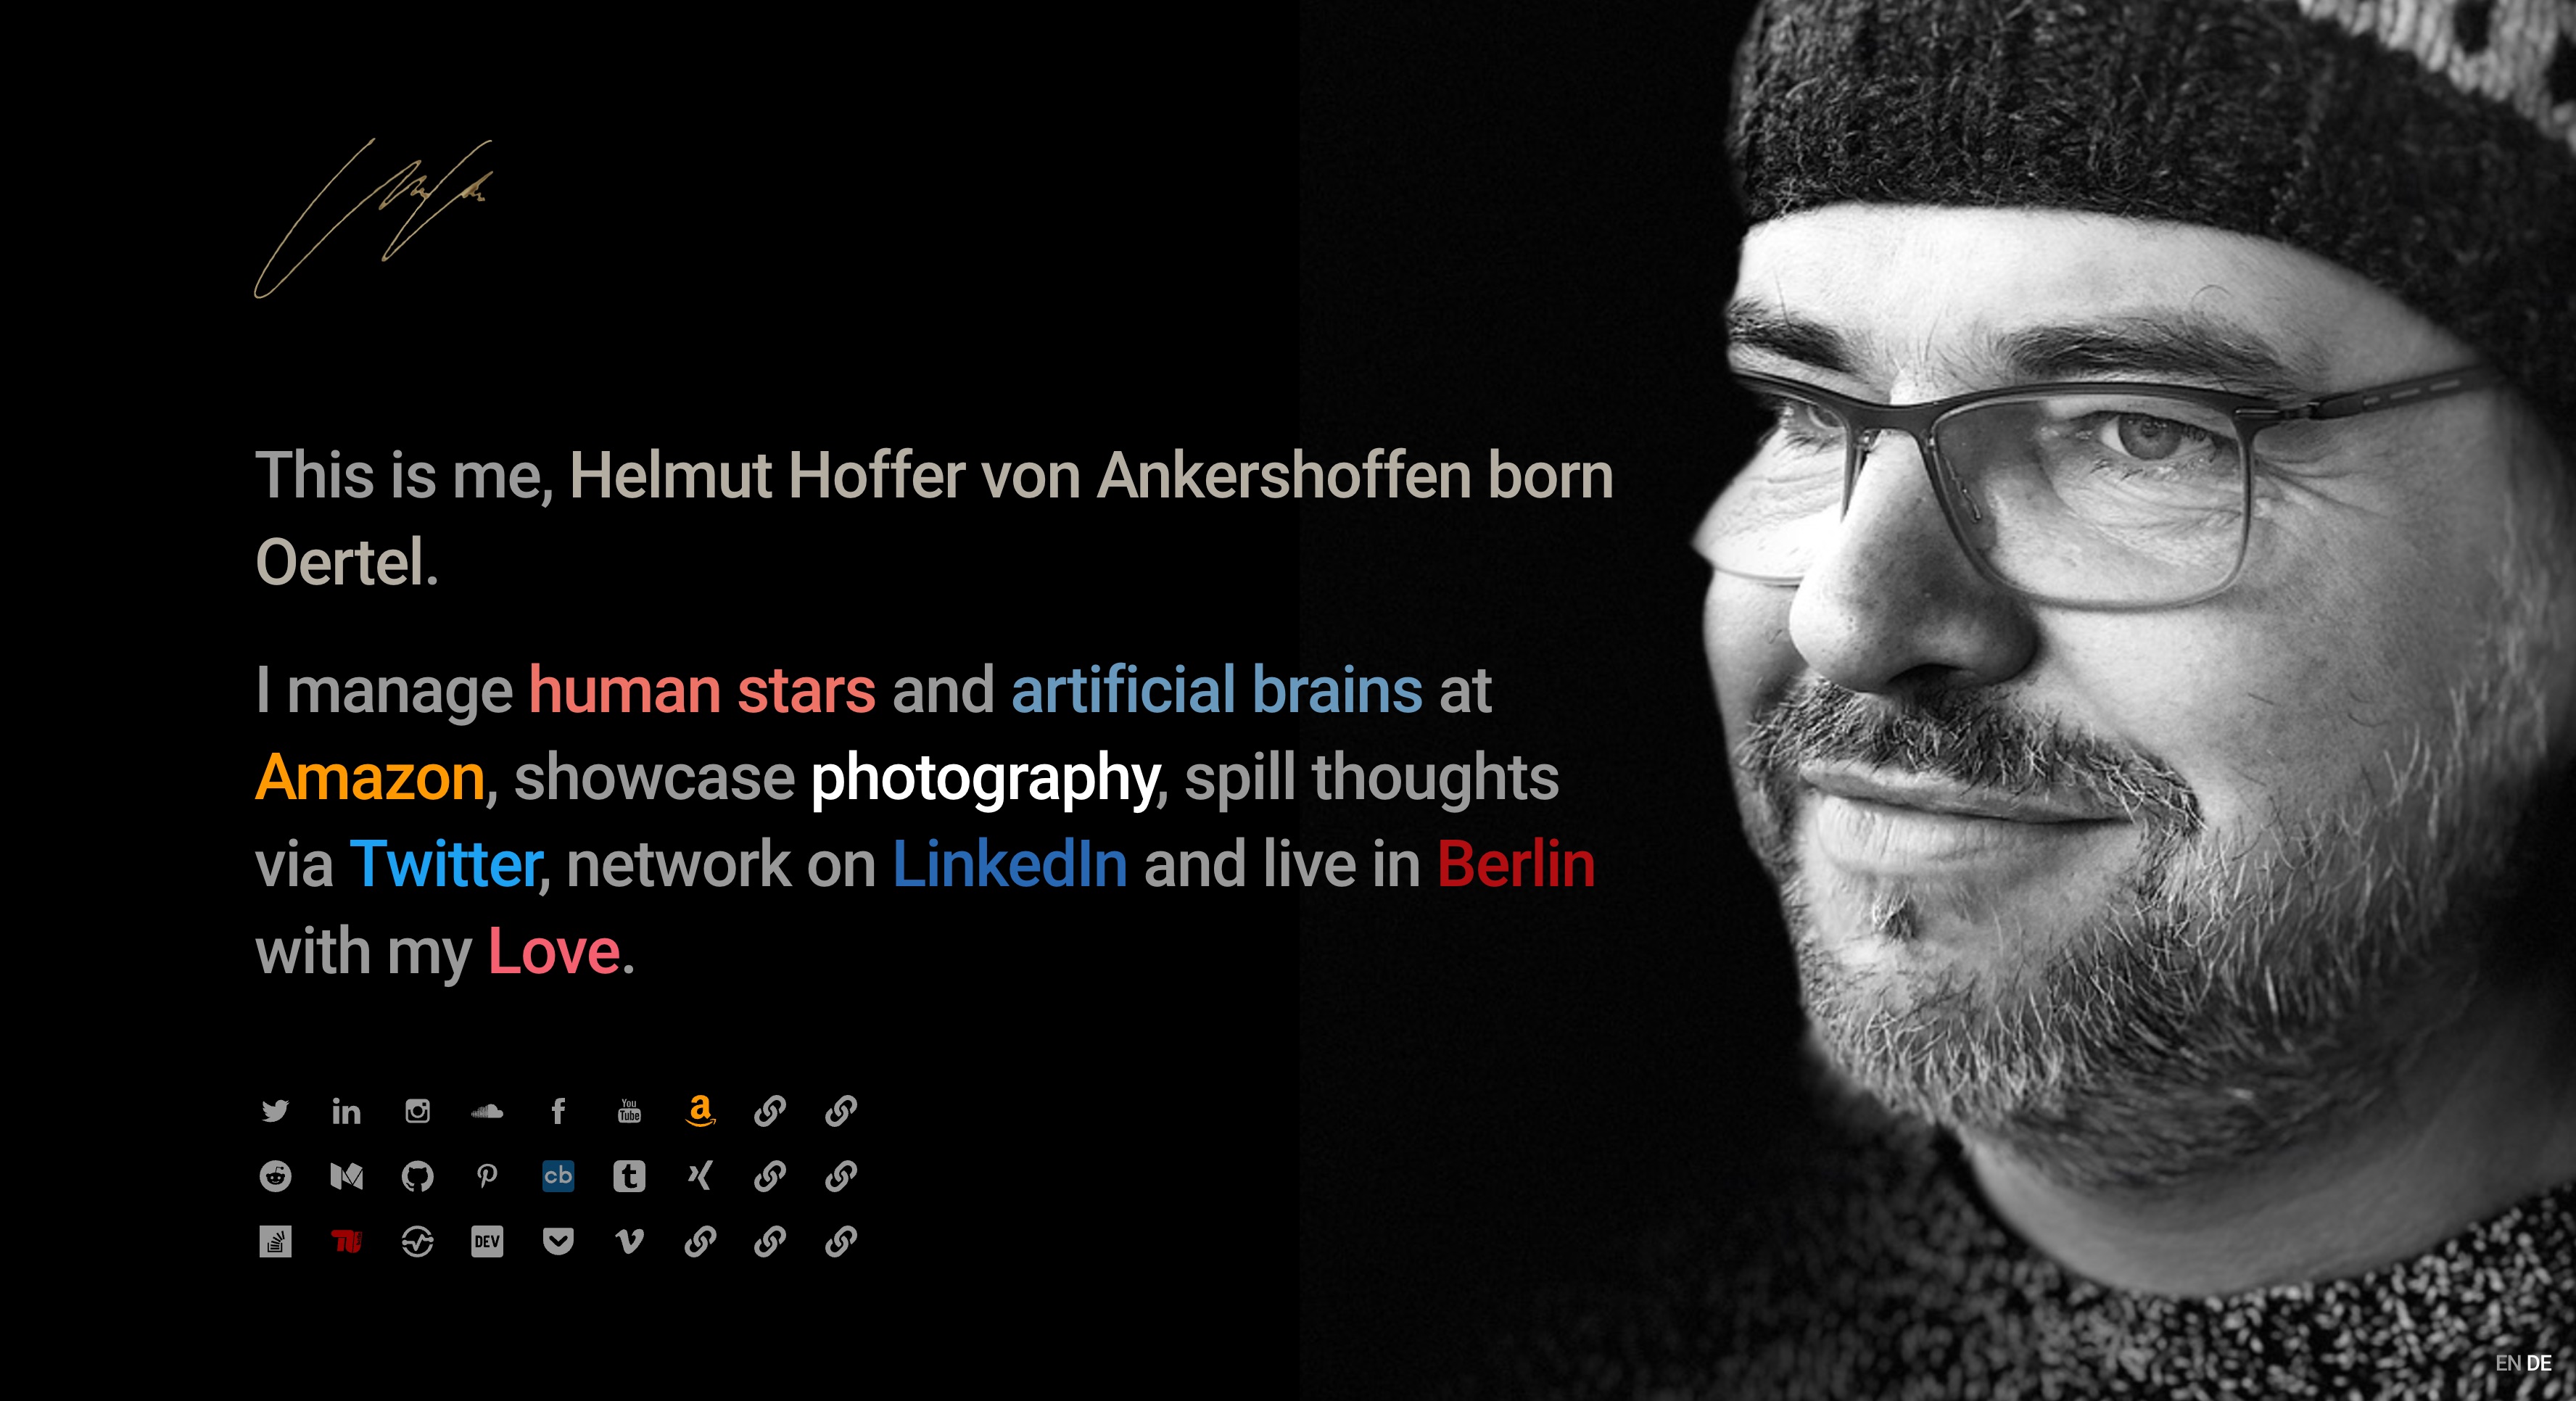 This is me, Helmut Hoffer von Ankershoffen born
Oertel.
I manage human stars and artificial brains at
Amazon, showcase photography, spill thoughts
via Twitter, network on LinkedIn and live in Berlin
with my Love.
in f You Tube a
cb t
DEV
EN DE